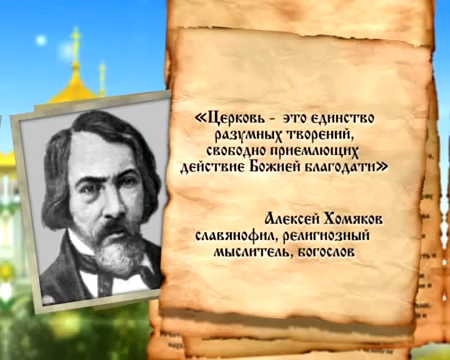 «Церковь - это единство
разумных творений,
свободно приемлющих
действие Божией благодати»
Алексей Хомяков
славянофил, религиозный
мыслитель, богослов